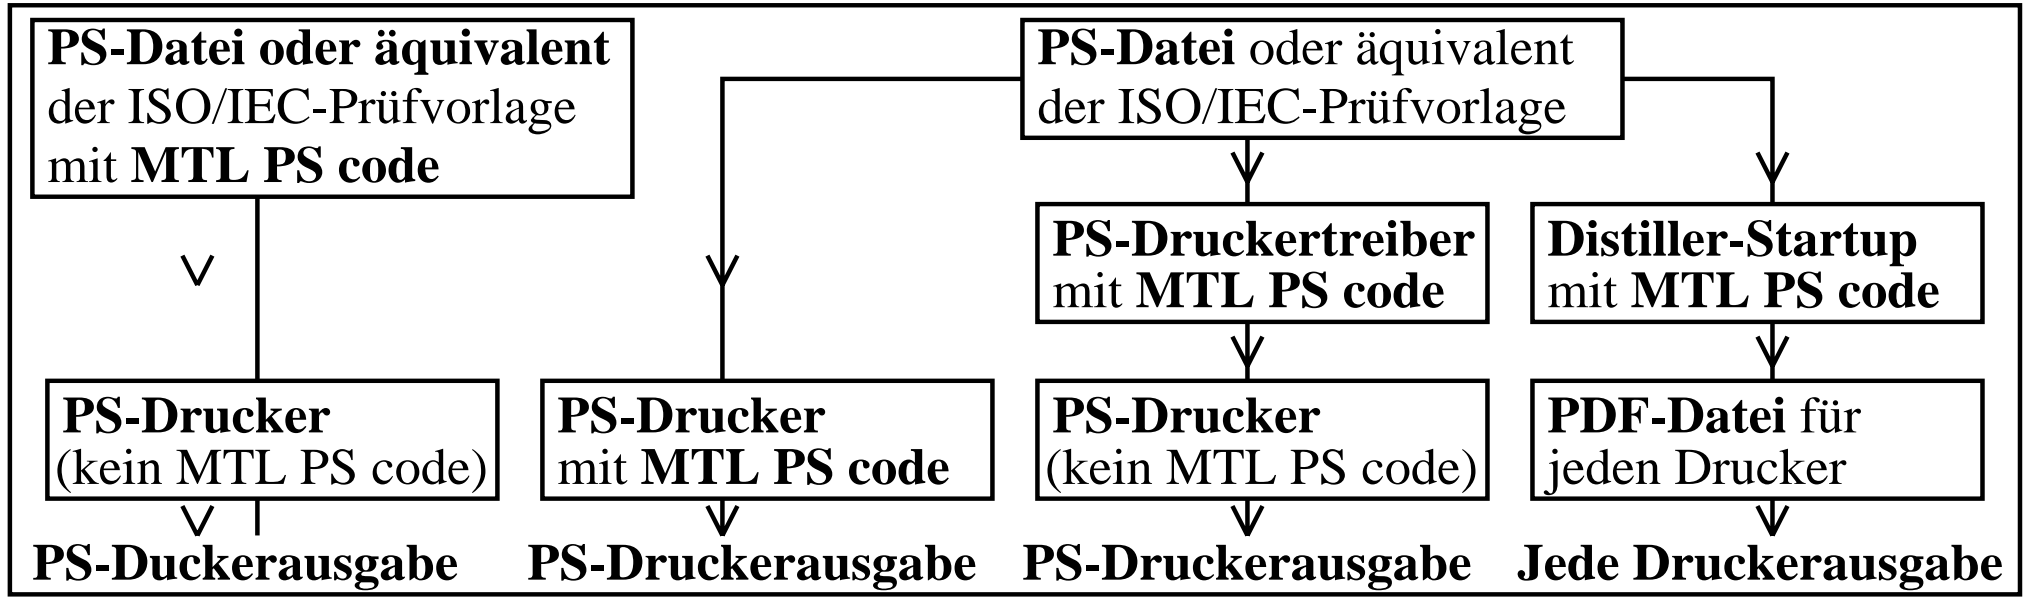 PS-Datei oder äquivalent
der ISO/IEC-Prüfvorlage
mit MTL PS code
PS-Datei oder äquivalent
der ISO/IEC-Prüfvorlage
PS-Druckertreiber
mit MTL PS code
Distiller-Startup
mit MTL PS code
PS-Drucker
(kein MTL PS code)
PS-Drucker
mit MTL PS code
PS-Drucker
(kein MTL PS code)
PDF-Datei für
jeden Drucker
PS-Duckerausgabe
PS-Druckerausgabe
PS-Druckerausgabe
Jede Druckerausgabe